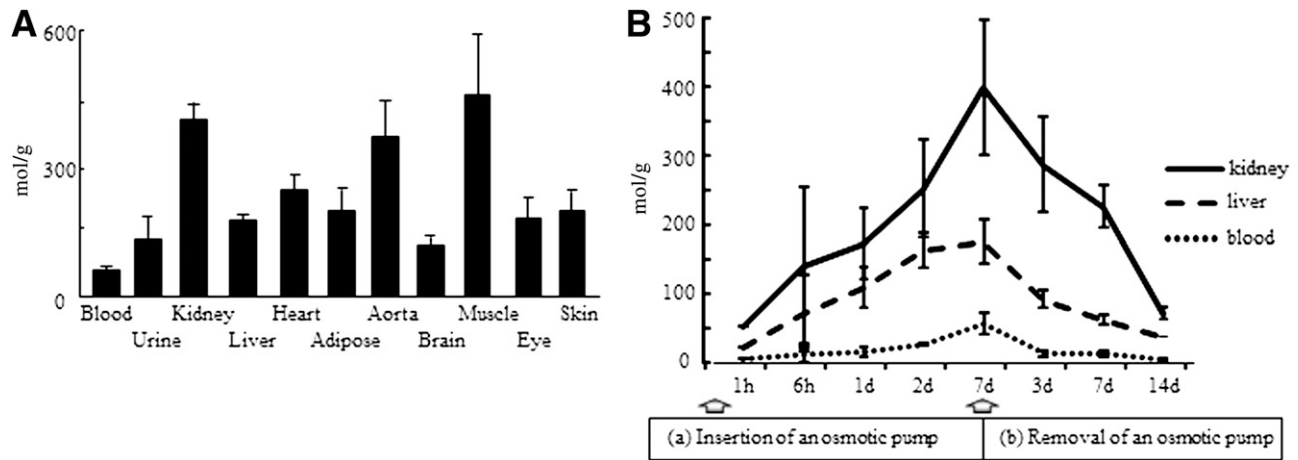 A
600
300
0
mol/g
Blood Kidney Heart Aorta Muscle Skin
Urine Liver Adipose Brain Eye
B
500
400
300
200
100
0
mol/g
1h 6h 1d 2d 7d 3d 7d 14d
kidney
liver
blood
(a) Insertion of an osmotic pump (b) Removal of an osmotic pump